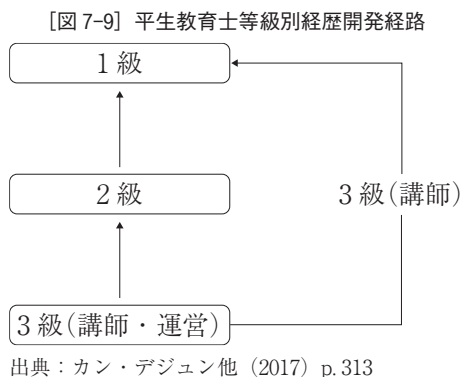 [図 7-9] 平生教育士等級別経歴開発経路
1 級
2 級
3 級(講師)
3 級(講師・運営)
出典：カン・デジュン他（2017）p. 313